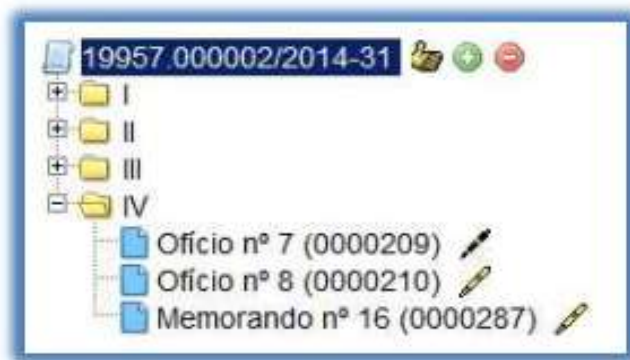 19957.000002/2014-31
I
II
III
IV
Ofício nº 7 (0000209)
Ofício nº 8 (0000210)
Memorando nº 16 (0000287)